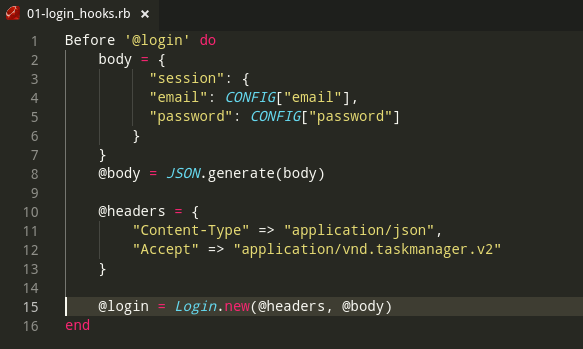 01-login_hooks.rb ×
1 Before '@login' do
2     body = {
3           "session": {
4           "email": CONFIG["email"],
5           "password": CONFIG["password"]
6         }
7     }
8     @body = JSON.generate(body)
9
10     @headers = {
11         "Content-Type" => "application/json",
12         "Accept" => "application/vnd.taskmanager.v2"
13     }
14
15     @login = Login.new(@headers, @body)
16 end